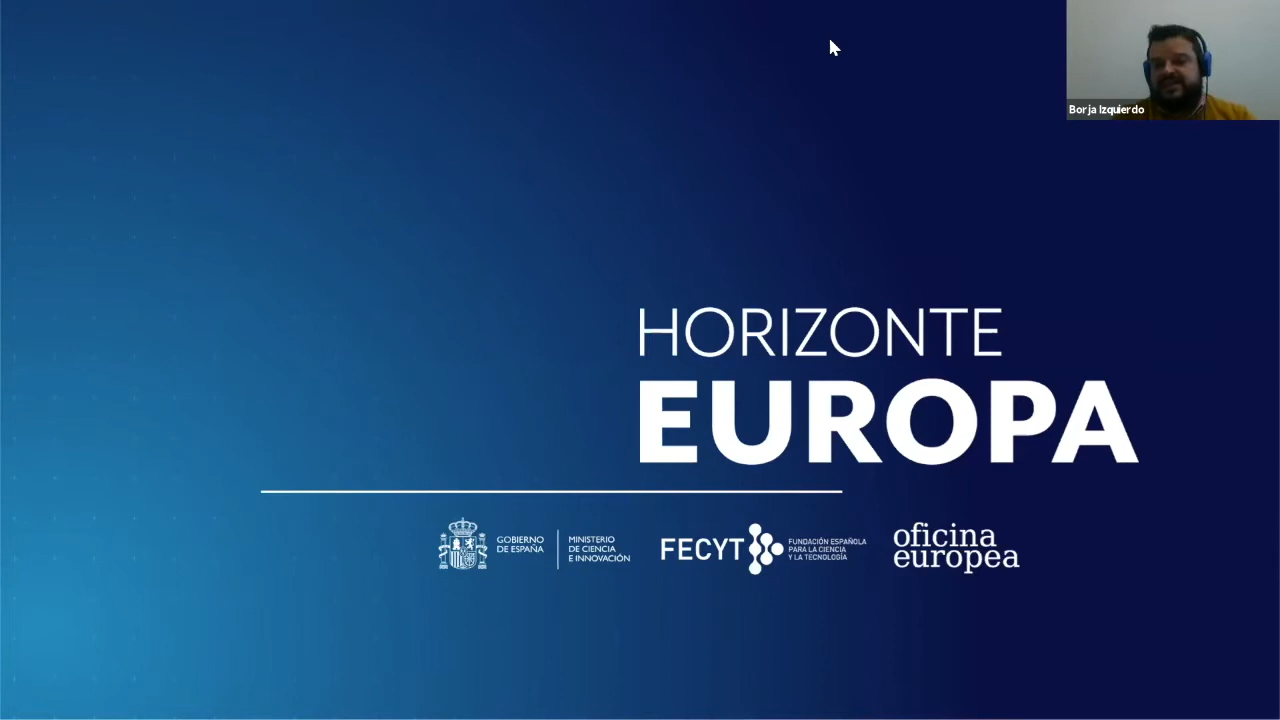 Borja Izquierdo
HORIZONTE
EUROPA
GOBIERNO
DE ESPAÑA
MINISTERIO
DE CIENCIA
E INNOVACIÓN
FECYT
FUNDACIÓN ESPAÑOLA
PARA LA CIENCIA
Y LA TECNOLOGÍA
oficina
europea